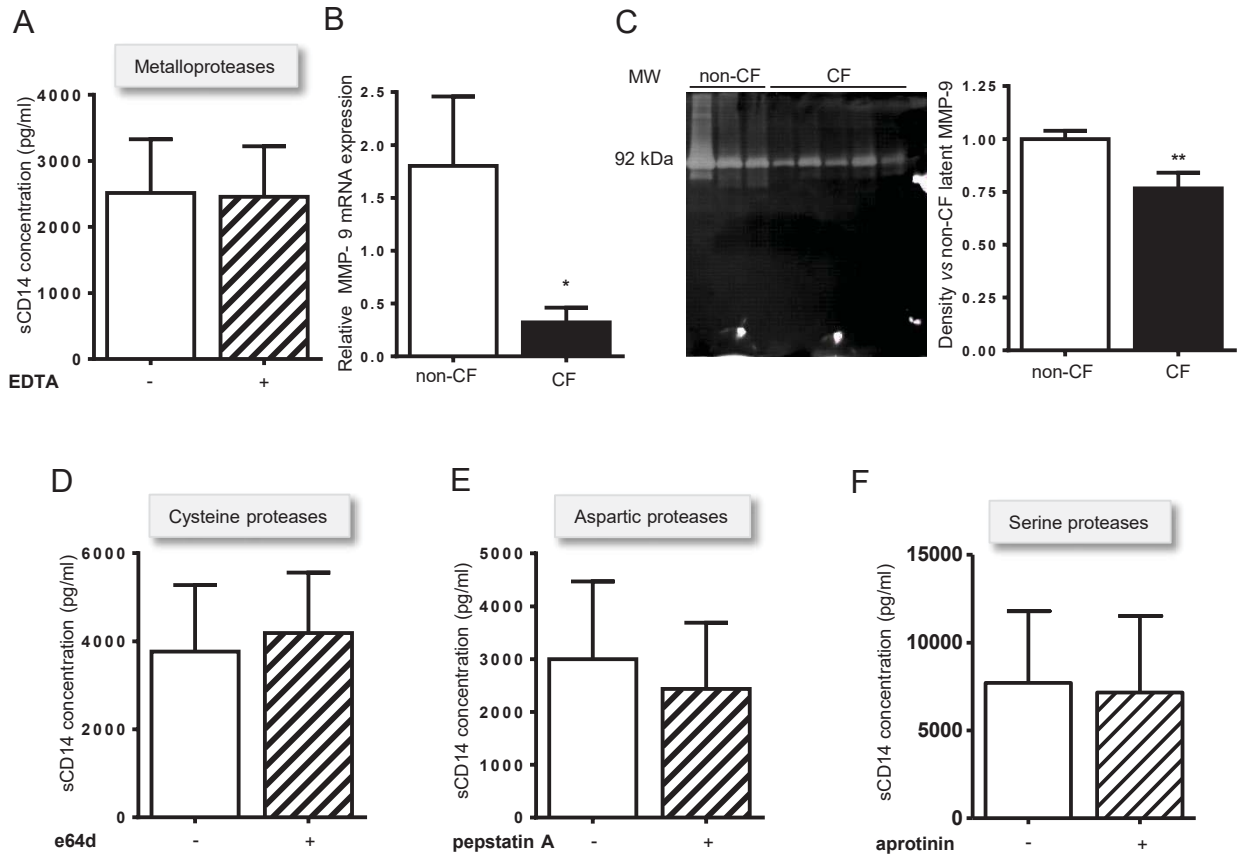 A
Metalloproteases
sCD14 concentration (pg/ml)
4000
3000
2000
1000
0
EDTA - +
B
Relative MMP- 9 mRNA expression
2.5
2.0
1.5
1.0
0.5
0.0
*
non-CF CF
C
MW non-CF CF
92 kDa
Density vs non-CF latent MMP-9
1.25
1.00
0.75
0.50
0.25
0.00
**
non-CF CF
D
Cysteine proteases
sCD14 concentration (pg/ml)
6000
4000
2000
0
e64d - +
E
Aspartic proteases
sCD14 concentration (pg/ml)
5000
4000
3000
2000
1000
0
pepstatin A - +
F
Serine proteases
sCD14 concentration (pg/ml)
15000
10000
5000
0
aprotinin - +